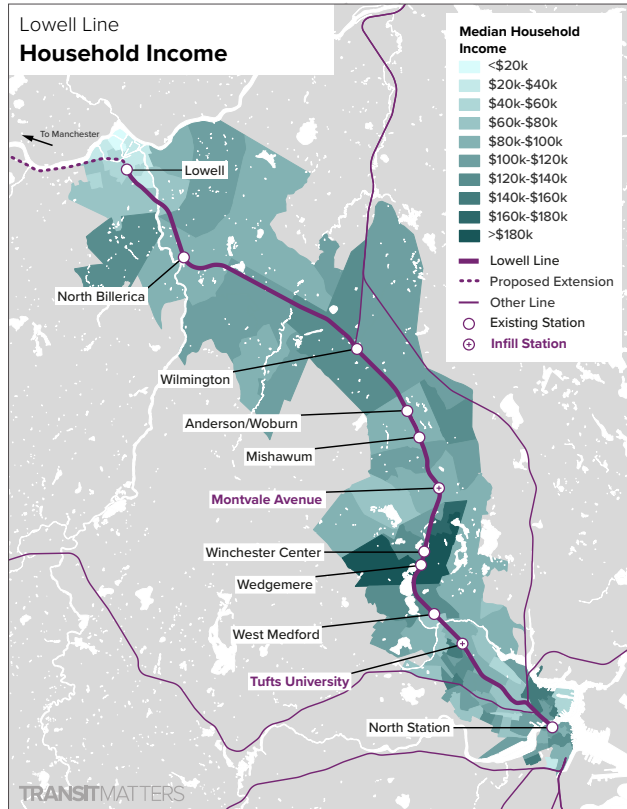 Lowell Line
Household Income
Median Household
Income
<$20k
$20k-$40k
$40k-$60k
$60k-$80k
$80k-$100k
$100k-$120k
$120k-$140k
$140k-$160k
$160k-$180k
>$180k
Lowell Line
Proposed Extension
Other Line
Existing Station
Infill Station
To Manchester
Lowell
North Billerica
Wilmington
Anderson/Woburn
Mishawum
Montvale Avenue
Winchester Center
Wedgemere
West Medford
Tufts University
North Station
TRANSITMATTERS